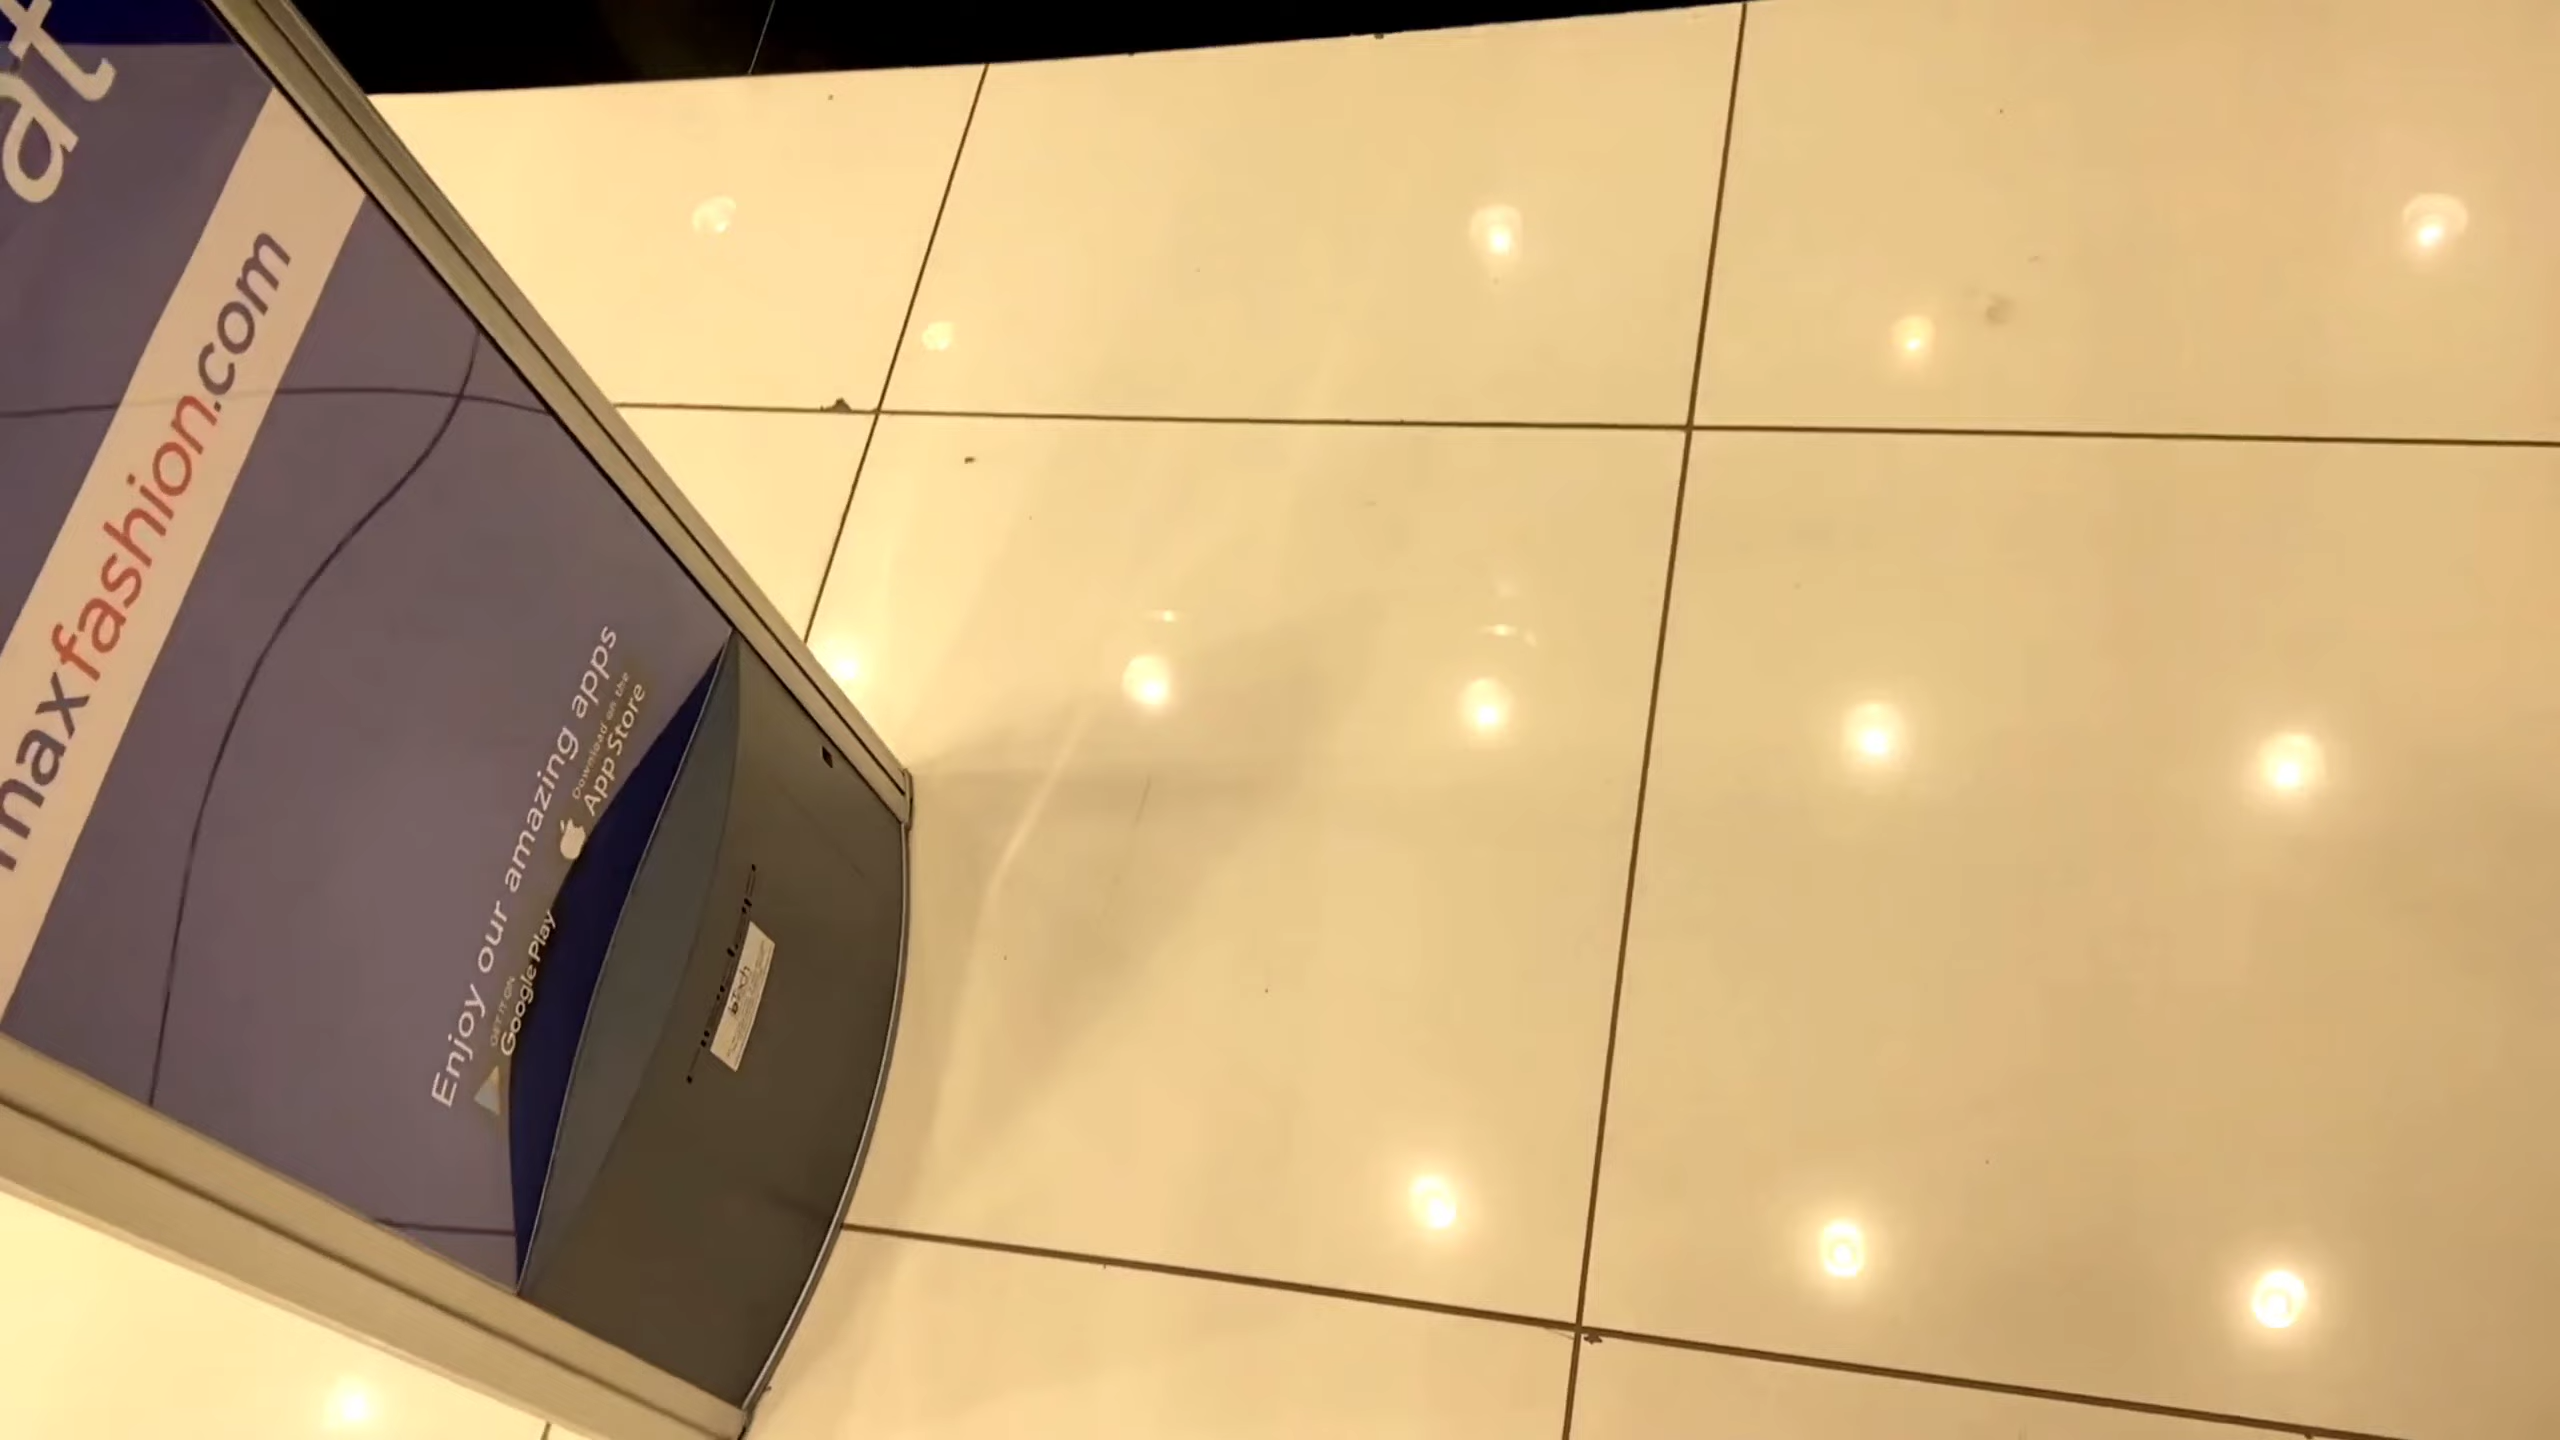 at
maxfashion.com
Enjoy our amazing apps
GET IT ON
Google Play
Download on the
App Store